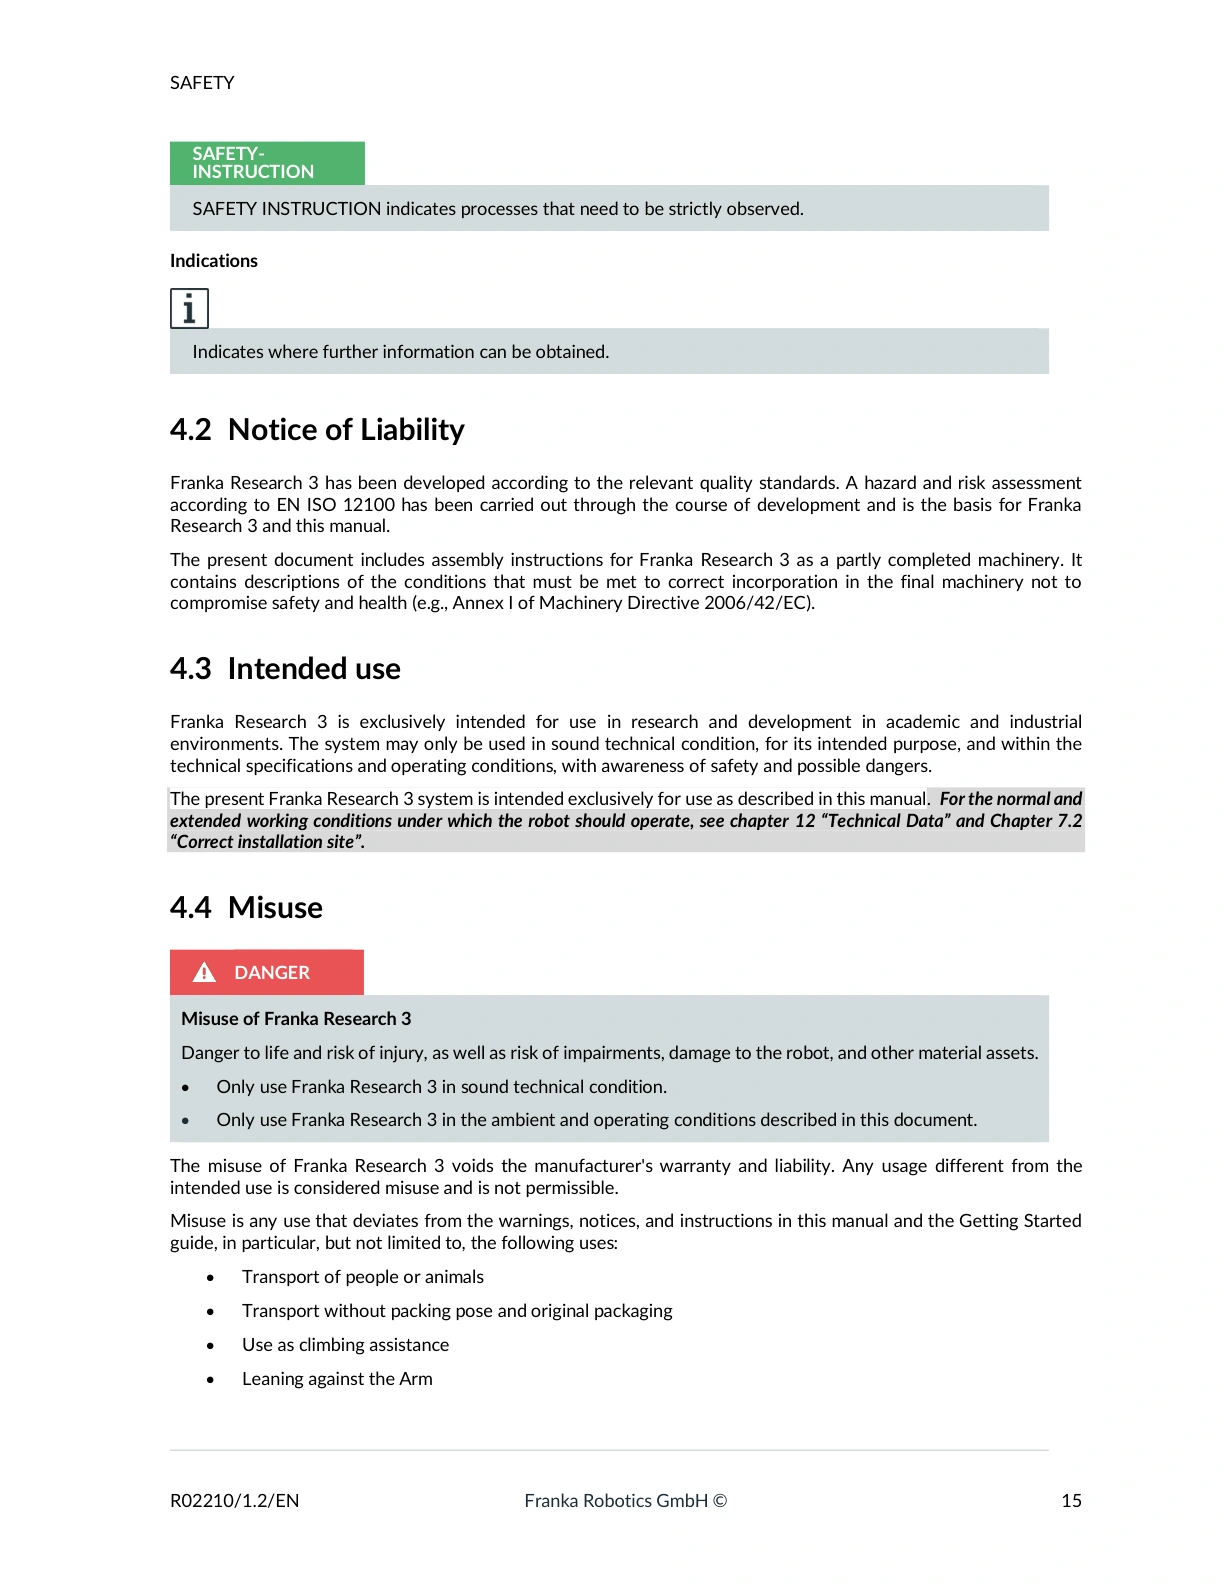 SAFETY
SAFETY-
INSTRUCTION
SAFETY INSTRUCTION indicates processes that need to be strictly observed.
Indications
i
Indicates where further information can be obtained.
4.2 Notice of Liability
Franka Research 3 has been developed according to the relevant quality standards. A hazard and risk assessment
according to EN ISO 12100 has been carried out through the course of development and is the basis for Franka
Research 3 and this manual.
The present document includes assembly instructions for Franka Research 3 as a partly completed machinery. It
contains descriptions of the conditions that must be met to correct incorporation in the final machinery not to
compromise safety and health (e.g., Annex I of Machinery Directive 2006/42/EC).
4.3 Intended use
Franka Research 3 is exclusively intended for use in research and development in academic and industrial
environments. The system may only be used in sound technical condition, for its intended purpose, and within the
technical specifications and operating conditions, with awareness of safety and possible dangers.
The present Franka Research 3 system is intended exclusively for use as described in this manual. For the normal and
extended working conditions under which the robot should operate, see chapter 12 “Technical Data” and Chapter 7.2
“Correct installation site”.
4.4 Misuse
DANGER
Misuse of Franka Research 3
Danger to life and risk of injury, as well as risk of impairments, damage to the robot, and other material assets.
• Only use Franka Research 3 in sound technical condition.
• Only use Franka Research 3 in the ambient and operating conditions described in this document.
The misuse of Franka Research 3 voids the manufacturer's warranty and liability. Any usage different from the
intended use is considered misuse and is not permissible.
Misuse is any use that deviates from the warnings, notices, and instructions in this manual and the Getting Started
guide, in particular, but not limited to, the following uses:
• Transport of people or animals
• Transport without packing pose and original packaging
• Use as climbing assistance
• Leaning against the Arm
R02210/1.2/EN Franka Robotics GmbH © 15